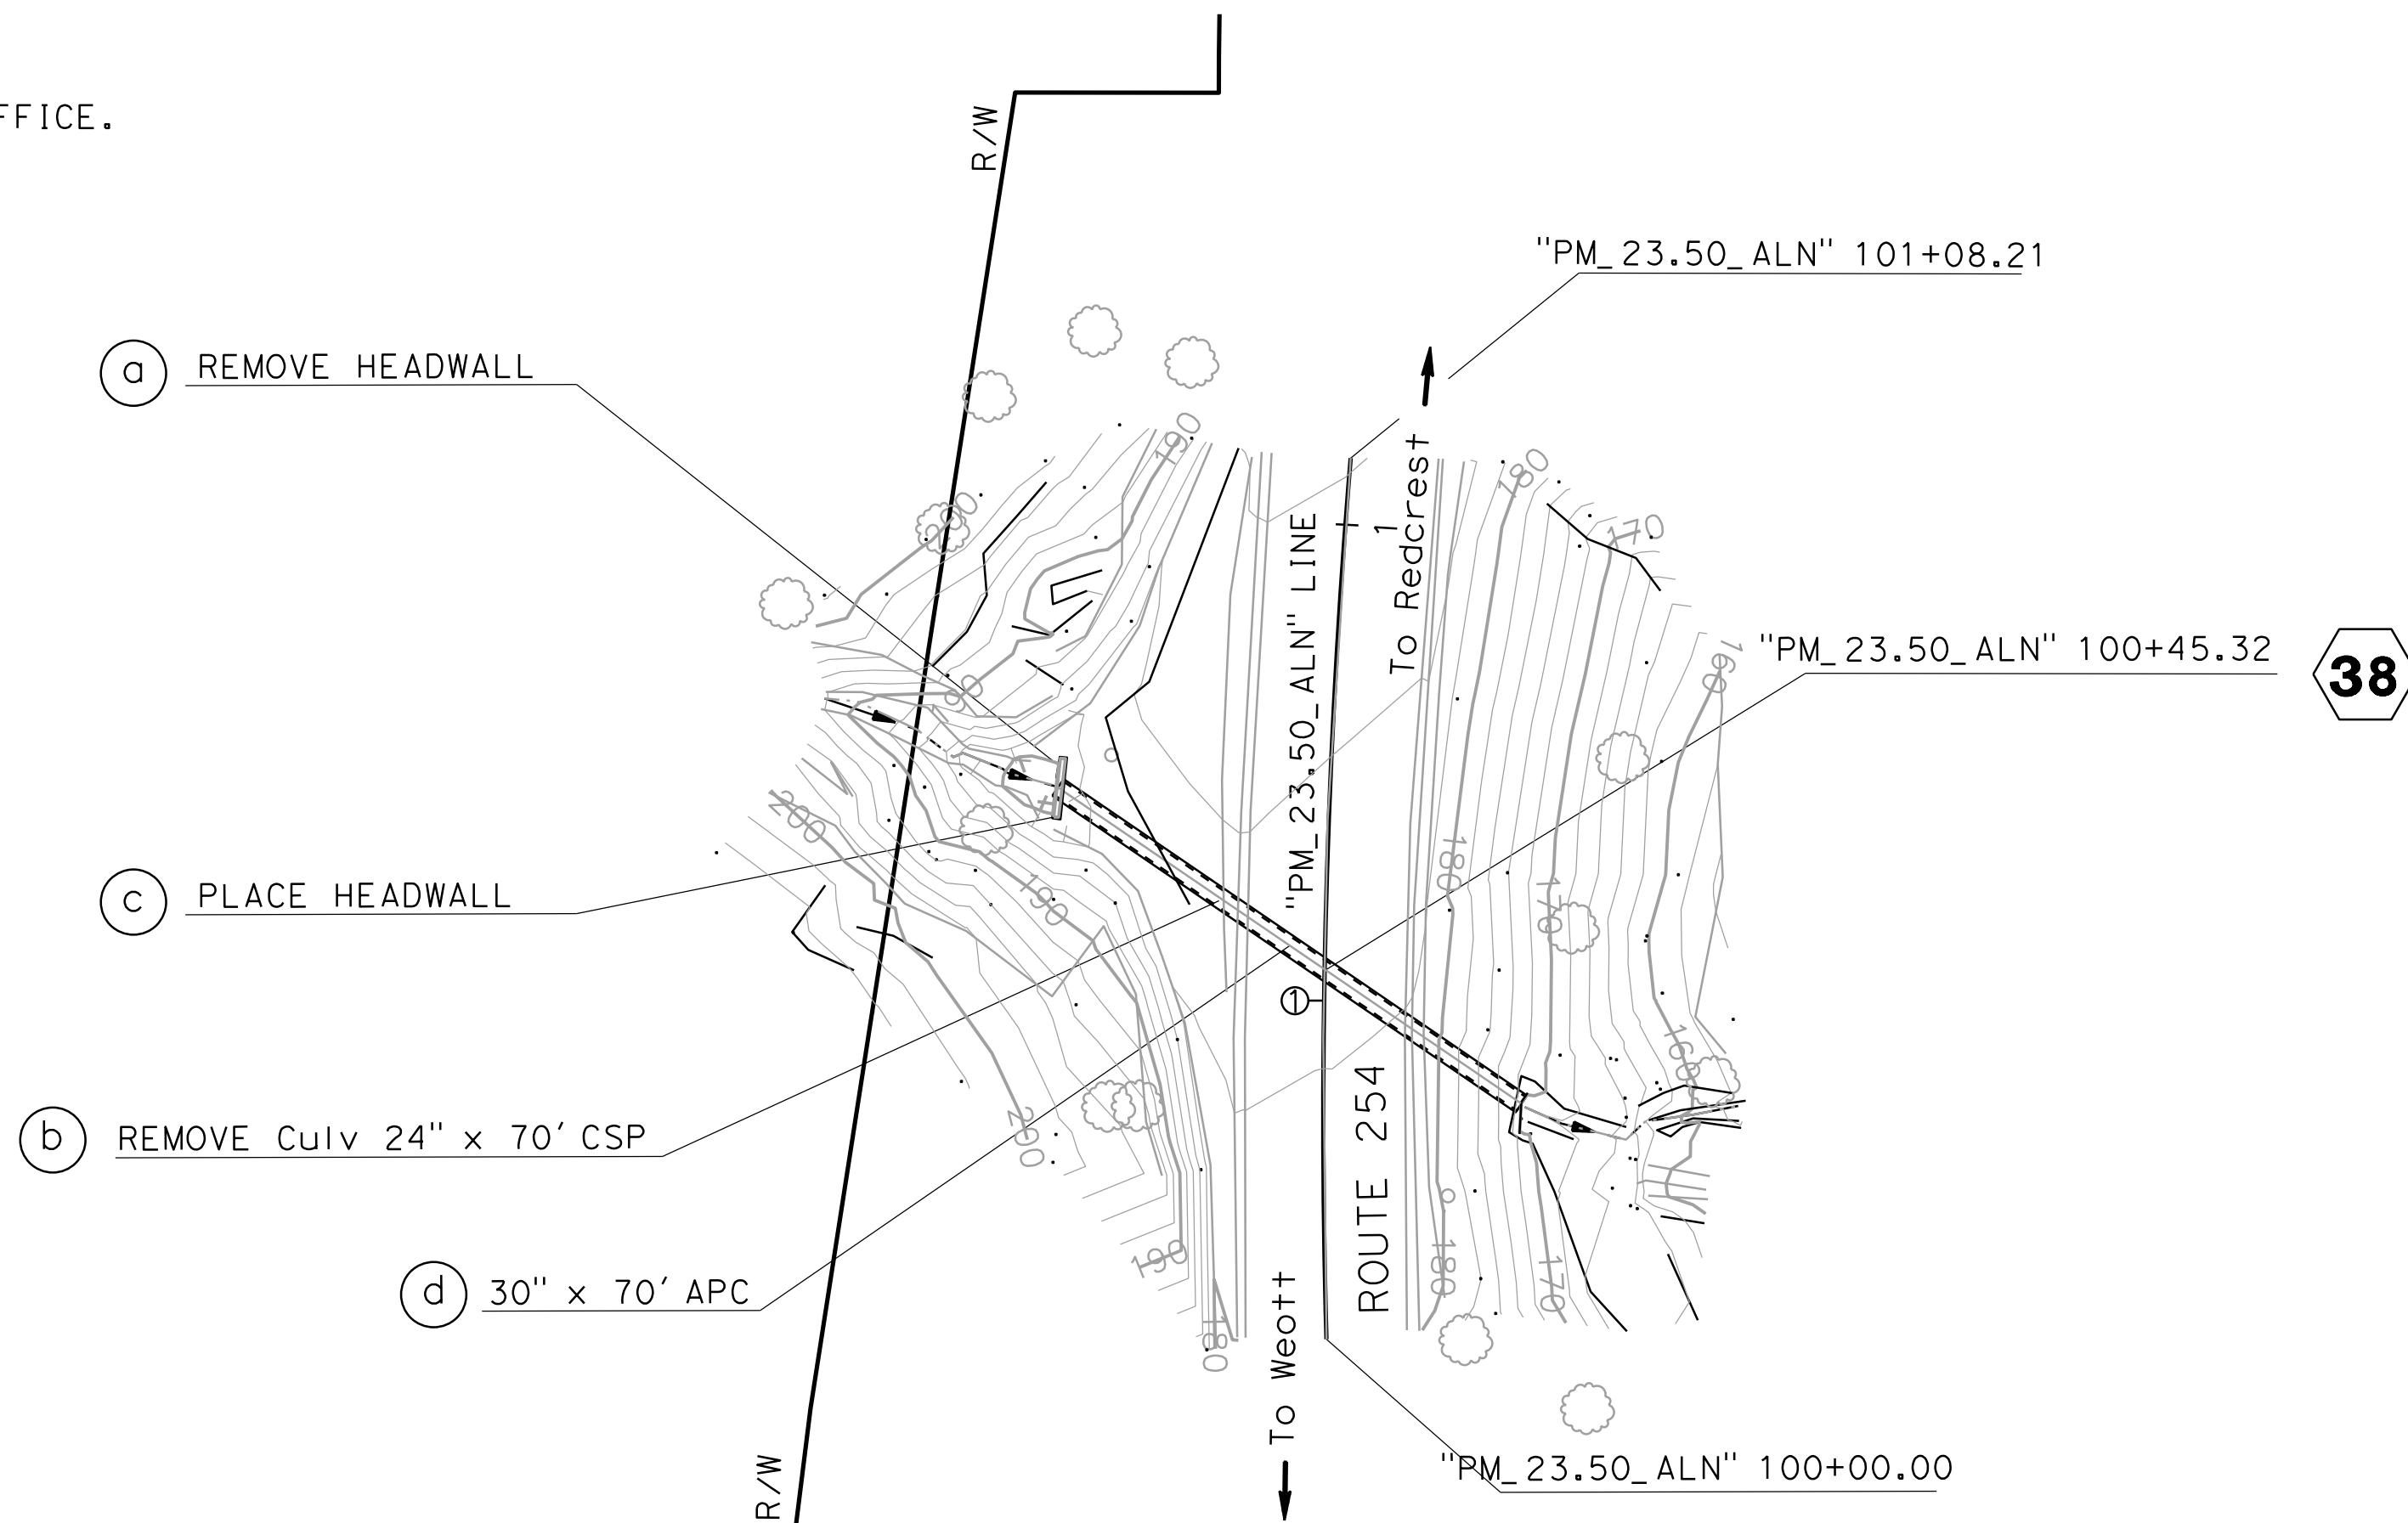 FFICE.
R/W
"PM_23.50_ALN" 101+08.21
a REMOVE HEADWALL
190
To Redcrest
180
200
"PM_23.50_ALN" LINE
1
170
160
"PM_23.50_ALN" 100+45.32
38
190
200
180
170
c PLACE HEADWALL
190
1
160
ROUTE 254
200
b REMOVE Culv 24" x 70' CSP
190
180
170
d 30" x 70' APC
180
To Weott
"PM_23.50_ALN" 100+00.00
R/W